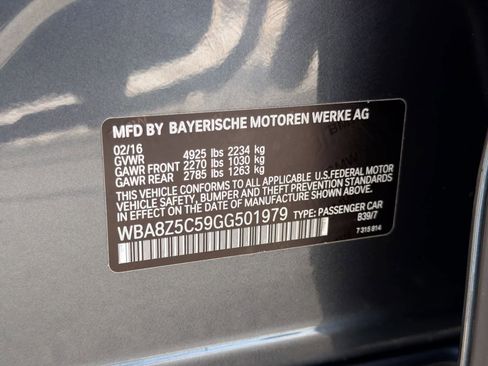 MFD BY BAYERISCHE MOTOREN WERKE AG
02/16
GVWR 4925 lbs 2234 kg
GAWR FRONT 2270 lbs 1030 kg
GAWR REAR 2785 lbs 1263 kg
THIS VEHICLE CONFORMS TO ALL APPLICABLE U.S.FEDERAL MOTOR
VEHICLE SAFETY, BUMPER AND THEFT PREVENTION STANDARDS
IN EFFECT ON THE DATE OF MANUFACTURE SHOWN ABOVE.
WBA8Z5C59GG501979 TYPE: PASSENGER CAR
B39/7
7 315 814